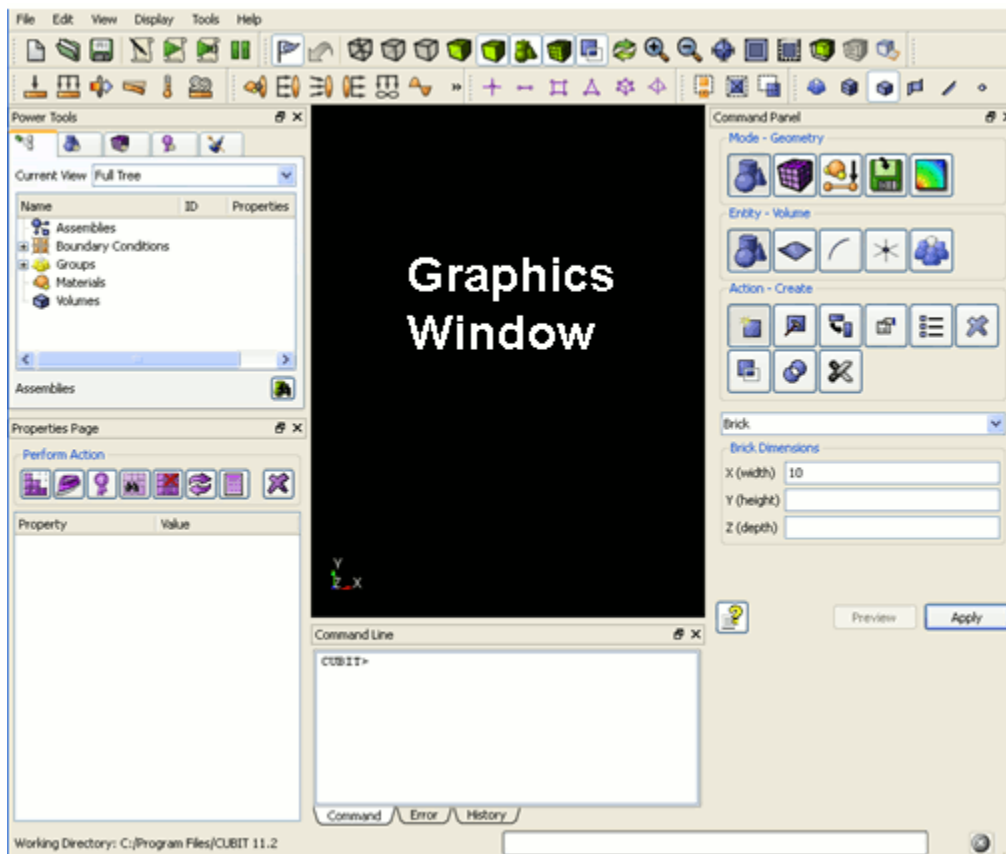 File Edit View Display Tools Help
Power Tools
Current View Full Tree
Name ID Properties
Assemblies
Boundary Conditions
Groups
Materials
Volumes
Assemblies
Properties Page
Perform Action
Property Value
Graphics
Window
Y
Z X
Command Line
CUBIT>
Command Error History
Command Panel
Mode - Geometry
Entity - Volume
Action - Create
Brick
Brick Dimensions
X (width) 10
Y (height)
Z (depth)
Preview Apply
Working Directory: C:/Program Files/CUBIT 11.2